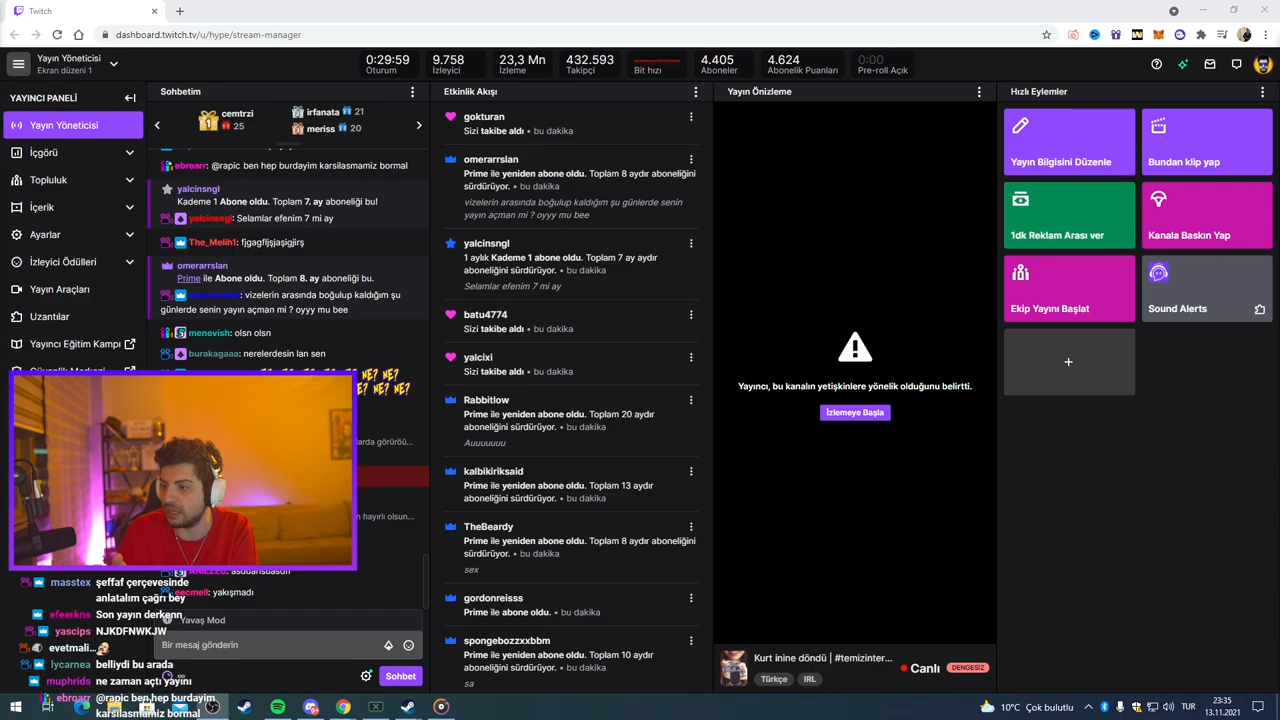 Twitch
dashboard.twitch.tv/u/hype/stream-manager
Yayın Yöneticisi
Ekran düzeni 1
0:29:59
Oturum
9.758
İzleyici
23,3 Mn
İzleme
432.593
Takipçi
Bit hızı
4.405
Aboneler
4.624
Abonelik Puanları
0:00
Pre-roll Açık
YAYINCI PANELİ
Yayın Yöneticisi
İçgörü
Topluluk
İçerik
Ayarlar
İzleyici Ödülleri
Yayın Araçları
Uzantılar
Yayıncı Eğitim Kampı
Güvenlik Merkezi
Sohbetim
1
cemtrzi
25
irfanata 21
meriss 20
ebroarr: @rapic ben hep burdayim karsilasmamiz bormal
yalcinsngl
Kademe 1 Abone oldu. Toplam 7. ay aboneliği bu!
yalcinsngl: Selamlar efenim 7 mi ay
The_Melih1: fjgagfljsjaşigjirş
omerarrslan
Prime ile Abone oldu. Toplam 8. ay aboneliği bu.
omerarrslan: vizelerin arasında boğulup kaldığım şu
günlerde senin yayın açman mi ? oyyy mu bee
menevish: olsn olsn
burakagaaa: nerelerdesin lan sen
NE? NE?
NE? NE? NE?
hayırlı olsun...
eecmell: yakışmadı
Yavaş Mod
Bir mesaj gönderin
Sohbet
masstex şeffaf çerçevesinde
anlatalım çağrı bey
efeerkns Son yayın derkenn
yascips NJKDFNWKJW
evetmali...
lycarnea belliydi bu arada
muphrids ne zaman açtı yayını
ebroarr @rapic ben hep burdayim
karsilasmamiz bormal
Etkinlik Akışı
gokturan
Sizi takibe aldı • bu dakika
omerarrslan
Prime ile yeniden abone oldu. Toplam 8 aydır aboneliğini
sürdürüyor. • bu dakika
vizelerin arasında boğulup kaldığım şu günlerde senin
yayın açman mi ? oyyy mu bee
yalcinsngl
1 aylık Kademe 1 abone oldu. Toplam 7 ay aydır
aboneliğini sürdürüyor. • bu dakika
Selamlar efenim 7 mi ay
batu4774
Sizi takibe aldı • bu dakika
yalcixi
Sizi takibe aldı • bu dakika
Rabbitlow
Prime ile yeniden abone oldu. Toplam 20 aydır
aboneliğini sürdürüyor. • bu dakika
Auuuuuuu
kalbikiriksaid
Prime ile yeniden abone oldu. Toplam 13 aydır
aboneliğini sürdürüyor. • bu dakika
TheBeardy
Prime ile yeniden abone oldu. Toplam 8 aydır aboneliğini
sürdürüyor. • bu dakika
sex
gordonreisss
Prime ile abone oldu. • bu dakika
spongebozzxxbbm
Prime ile yeniden abone oldu. Toplam 10 aydır
aboneliğini sürdürüyor. • bu dakika
sa
Yayın Önizleme
Yayıncı, bu kanalın yetişkinlere yönelik olduğunu belirtti.
İzlemeye Başla
Kurt inine döndü | #temizinter...
Türkçe
IRL
Canlı
DENGESİZ
Hızlı Eylemler
Yayın Bilgisini Düzenle
Bundan klip yap
1dk Reklam Arası ver
Kanala Baskın Yap
Ekip Yayını Başlat
Sound Alerts
10°C Çok bulutlu
TUR
23:35
13.11.2021